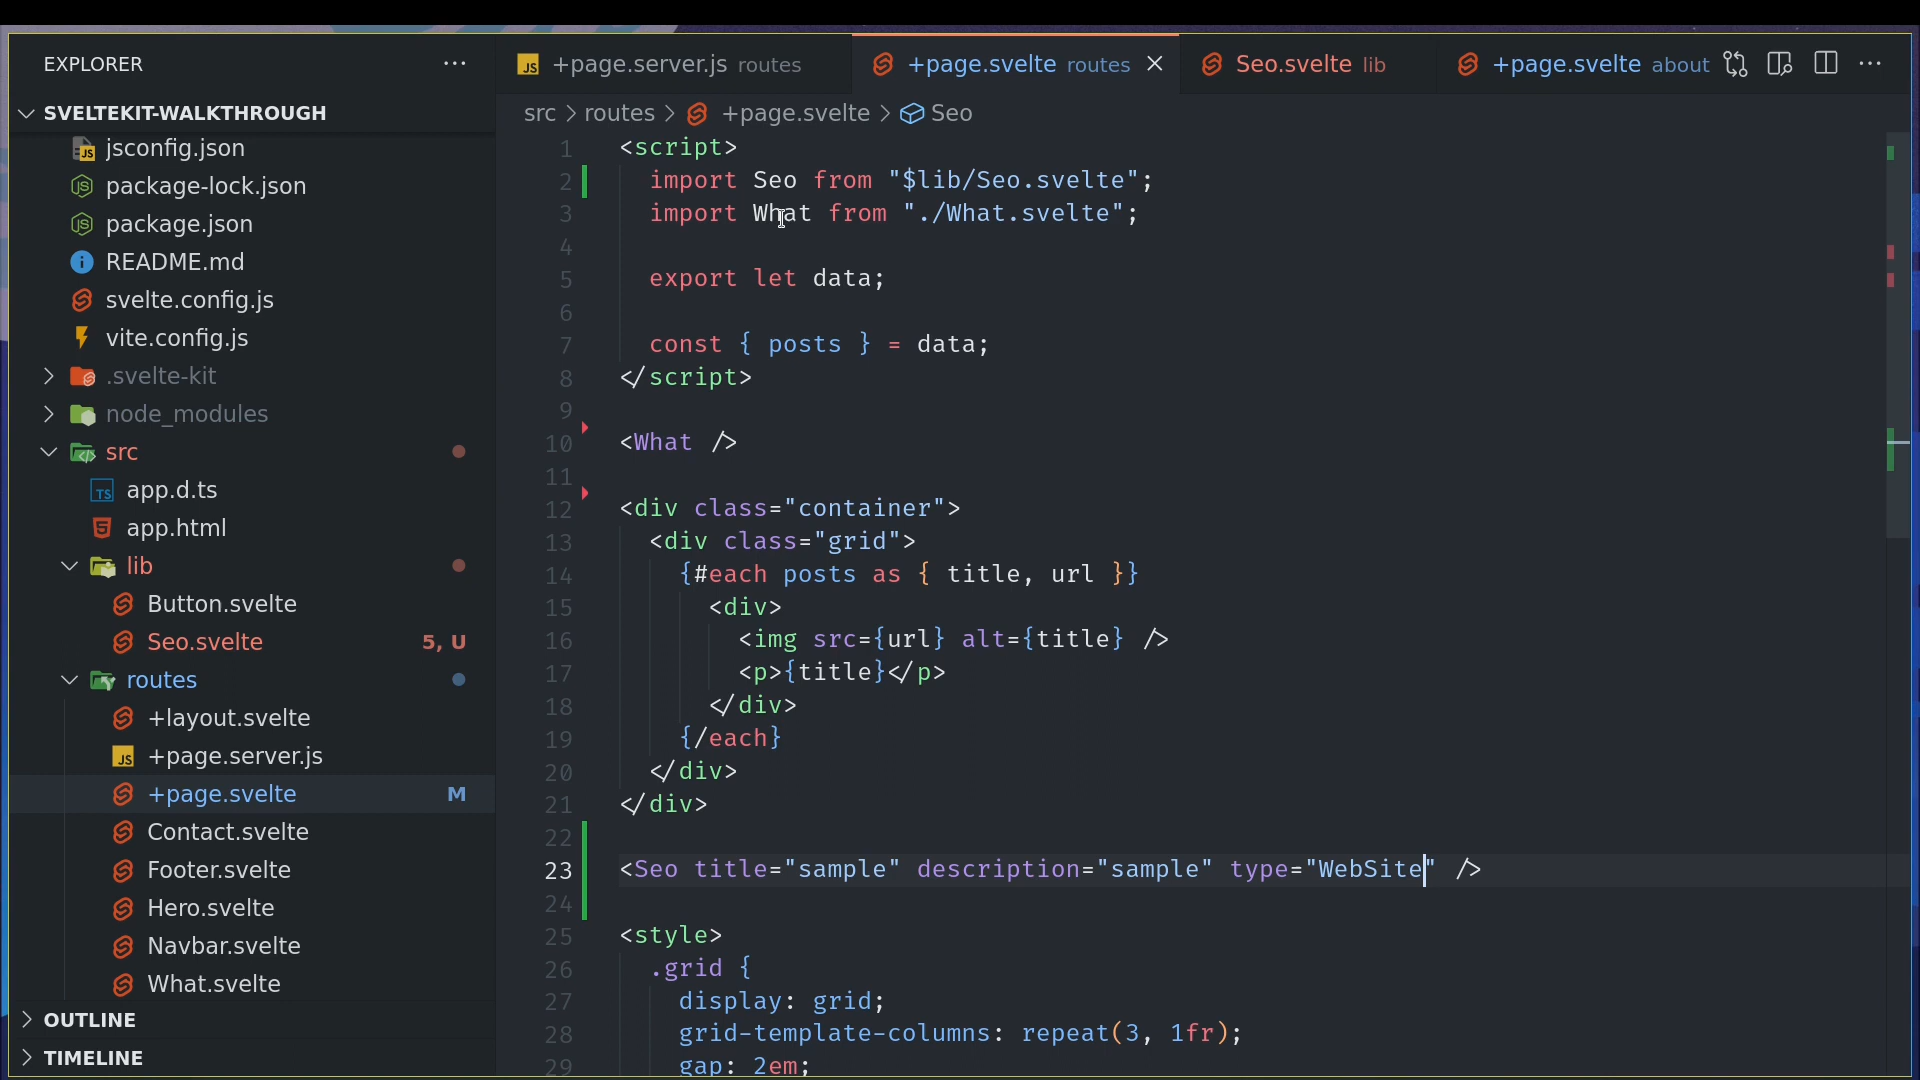 EXPLORER
SVELTEKIT-WALKTHROUGH
jsconfig.json
package-lock.json
package.json
README.md
svelte.config.js
vite.config.js
.svelte-kit
node_modules
src
app.d.ts
app.html
lib
Button.svelte
Seo.svelte 5, U
routes
+layout.svelte
+page.server.js
+page.svelte M
Contact.svelte
Footer.svelte
Hero.svelte
Navbar.svelte
What.svelte
OUTLINE
TIMELINE
+page.server.js routes +page.svelte routes Seo.svelte lib +page.svelte about
src > routes > +page.svelte > Seo
1 <script>
2 import Seo from "$lib/Seo.svelte";
3 import What from "./What.svelte";
4
5 export let data;
6
7 const { posts } = data;
8 </script>
9
10 <What />
11
12 <div class="container">
13 <div class="grid">
14 {#each posts as { title, url }}
15 <div>
16 <img src={url} alt={title} />
17 <p>{title}</p>
18 </div>
19 {/each}
20 </div>
21 </div>
22
23 <Seo title="sample" description="sample" type="WebSite" />
24
25 <style>
26 .grid {
27 display: grid;
28 grid-template-columns: repeat(3, 1fr);
29 gap: 2em;